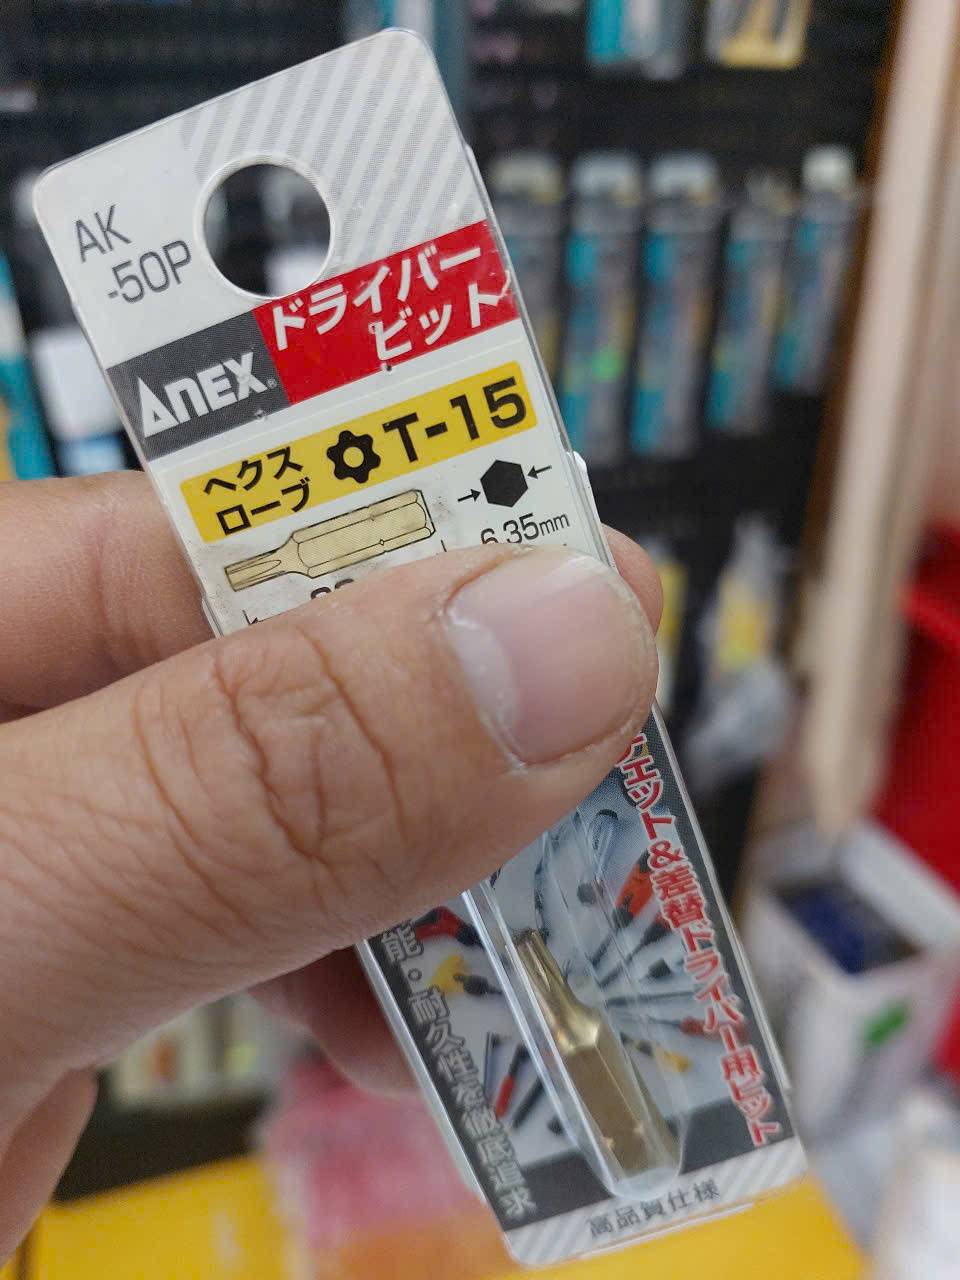 AK
-50P
ANEX®
ドライバー
ビット
ヘクス
ローブ
T-15
6.35mm
チェット&差替ドライバー用ビット
能・耐久性を徹底追求
高品質仕様